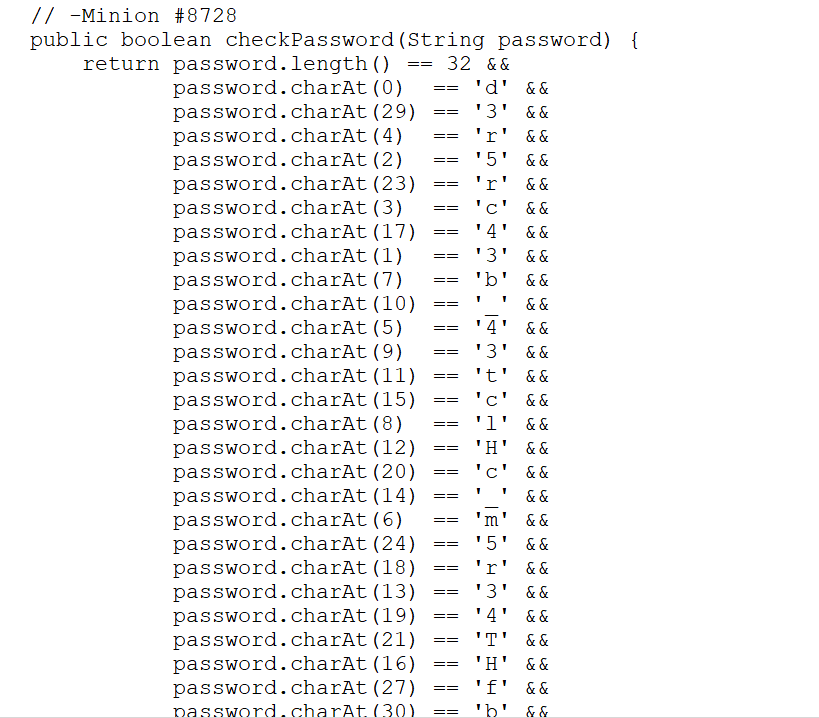 // -Minion #8728
public boolean checkPassword(String password) {
return password.length() == 32 &&
password.charAt(0) == 'd' &&
password.charAt(29) == '3' &&
password.charAt(4) == 'r' &&
password.charAt(2) == '5' &&
password.charAt(23) == 'r' &&
password.charAt(3) == 'c' &&
password.charAt(17) == '4' &&
password.charAt(1) == '3' &&
password.charAt(7) == 'b' &&
password.charAt(10) == '_' &&
password.charAt(5) == '4' &&
password.charAt(9) == '3' &&
password.charAt(11) == 't' &&
password.charAt(15) == 'c' &&
password.charAt(8) == 'l' &&
password.charAt(12) == 'H' &&
password.charAt(20) == 'c' &&
password.charAt(14) == '_' &&
password.charAt(6) == 'm' &&
password.charAt(24) == '5' &&
password.charAt(18) == 'r' &&
password.charAt(13) == '3' &&
password.charAt(19) == '4' &&
password.charAt(21) == 'T' &&
password.charAt(16) == 'H' &&
password.charAt(27) == 'f' &&
password.charAt(30) == 'b' &&